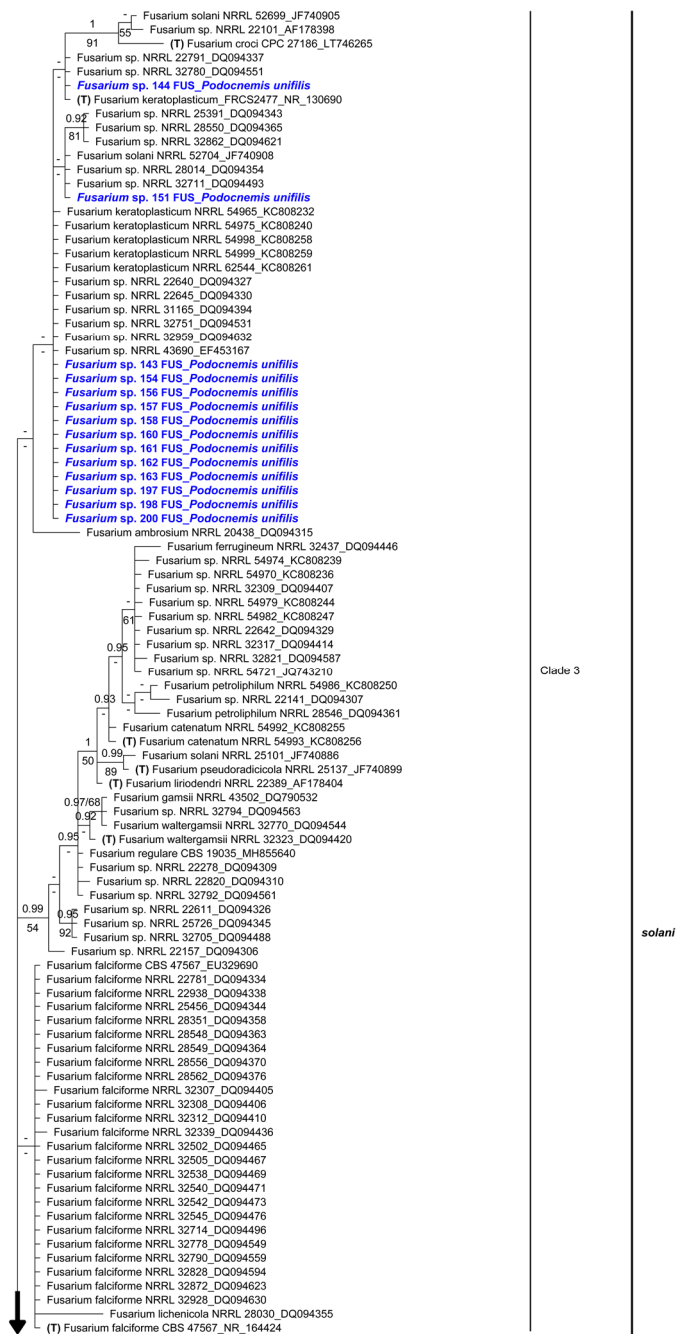 Fusarium solani NRRL 52699_JF740905
Fusarium sp. NRRL 22101_AF178398
(T) Fusarium croci CPC 27186_LT746265
Fusarium sp. NRRL 22791_DQ094337
Fusarium sp. NRRL 32780_DQ094551
Fusarium sp. 144 FUS_Podocnemis unifilis
(T) Fusarium keratoplasticum_FRCS2477_NR_130690
Fusarium sp. NRRL 25391_DQ094343
Fusarium sp. NRRL 28550_DQ094365
Fusarium sp. NRRL 32862_DQ094621
Fusarium solani NRRL 52704_JF740908
Fusarium sp. NRRL 28014_DQ094354
Fusarium sp. NRRL 32711_DQ094493
Fusarium sp. 151 FUS_Podocnemis unifilis
Fusarium keratoplasticum NRRL 54965_KC808232
Fusarium keratoplasticum NRRL 54975_KC808240
Fusarium keratoplasticum NRRL 54998_KC808258
Fusarium keratoplasticum NRRL 54999_KC808259
Fusarium keratoplasticum NRRL 62544_KC808261
Fusarium sp. NRRL 22640_DQ094327
Fusarium sp. NRRL 22645_DQ094330
Fusarium sp. NRRL 31165_DQ094394
Fusarium sp. NRRL 32751_DQ094531
Fusarium sp. NRRL 32959_DQ094632
Fusarium sp. NRRL 43690_EF453167
Fusarium sp. 143 FUS_Podocnemis unifilis
Fusarium sp. 154 FUS_Podocnemis unifilis
Fusarium sp. 156 FUS_Podocnemis unifilis
Fusarium sp. 157 FUS_Podocnemis unifilis
Fusarium sp. 158 FUS_Podocnemis unifilis
Fusarium sp. 160 FUS_Podocnemis unifilis
Fusarium sp. 161 FUS_Podocnemis unifilis
Fusarium sp. 162 FUS_Podocnemis unifilis
Fusarium sp. 163 FUS_Podocnemis unifilis
Fusarium sp. 197 FUS_Podocnemis unifilis
Fusarium sp. 198 FUS_Podocnemis unifilis
Fusarium sp. 200 FUS_Podocnemis unifilis
Fusarium ambrosium NRRL 20438_DQ094315
Fusarium ferrugineum NRRL 32437_DQ094446
Fusarium sp. NRRL 54974_KC808239
Fusarium sp. NRRL 54970_KC808236
Fusarium sp. NRRL 32309_DQ094407
Fusarium sp. NRRL 54979_KC808244
Fusarium sp. NRRL 54982_KC808247
Fusarium sp. NRRL 22642_DQ094329
Fusarium sp. NRRL 32317_DQ094414
Fusarium sp. NRRL 32821_DQ094587
Fusarium sp. NRRL 54721_JQ743210
Fusarium petroliphilum NRRL 54986_KC808250
Fusarium sp. NRRL 22141_DQ094307
Fusarium petroliphilum NRRL 28546_DQ094361
Fusarium catenatum NRRL 54992_KC808255
(T) Fusarium catenatum NRRL 54993_KC808256
Fusarium solani NRRL 25101_JF740886
(T) Fusarium pseudoradicicola NRRL 25137_JF740899
(T) Fusarium liriodendri NRRL 22389_AF178404
Fusarium gamsii NRRL 43502_DQ790532
Fusarium sp. NRRL 32794_DQ094563
Fusarium waltergamsii NRRL 32770_DQ094544
(T) Fusarium waltergamsii NRRL 32323_DQ094420
Fusarium regulare CBS 19035_MH855640
Fusarium sp. NRRL 22278_DQ094309
Fusarium sp. NRRL 22820_DQ094310
Fusarium sp. NRRL 32792_DQ094561
Fusarium sp. NRRL 22611_DQ094326
Fusarium sp. NRRL 25726_DQ094345
Fusarium sp. NRRL 32705_DQ094488
Fusarium sp. NRRL 22157_DQ094306
Fusarium falciforme CBS 47567_EU329690
Fusarium falciforme NRRL 22781_DQ094334
Fusarium falciforme NRRL 22938_DQ094338
Fusarium falciforme NRRL 25456_DQ094344
Fusarium falciforme NRRL 28351_DQ094358
Fusarium falciforme NRRL 28548_DQ094363
Fusarium falciforme NRRL 28549_DQ094364
Fusarium falciforme NRRL 28556_DQ094370
Fusarium falciforme NRRL 28562_DQ094376
Fusarium falciforme NRRL 32307_DQ094405
Fusarium falciforme NRRL 32308_DQ094406
Fusarium falciforme NRRL 32312_DQ094410
Fusarium falciforme NRRL 32339_DQ094436
Fusarium falciforme NRRL 32502_DQ094465
Fusarium falciforme NRRL 32505_DQ094467
Fusarium falciforme NRRL 32538_DQ094469
Fusarium falciforme NRRL 32540_DQ094471
Fusarium falciforme NRRL 32542_DQ094473
Fusarium falciforme NRRL 32545_DQ094476
Fusarium falciforme NRRL 32714_DQ094496
Fusarium falciforme NRRL 32778_DQ094549
Fusarium falciforme NRRL 32790_DQ094559
Fusarium falciforme NRRL 32828_DQ094594
Fusarium falciforme NRRL 32872_DQ094623
Fusarium falciforme NRRL 32928_DQ094630
Fusarium lichenicola NRRL 28030_DQ094355
(T) Fusarium falciforme CBS 47567_NR_164424
1
91
55
0.92
81
61
0.95
0.93
1
50
0.99
89
0.97/68
0.92
0.95
0.95
92
0.99
54
Clade 3
solani